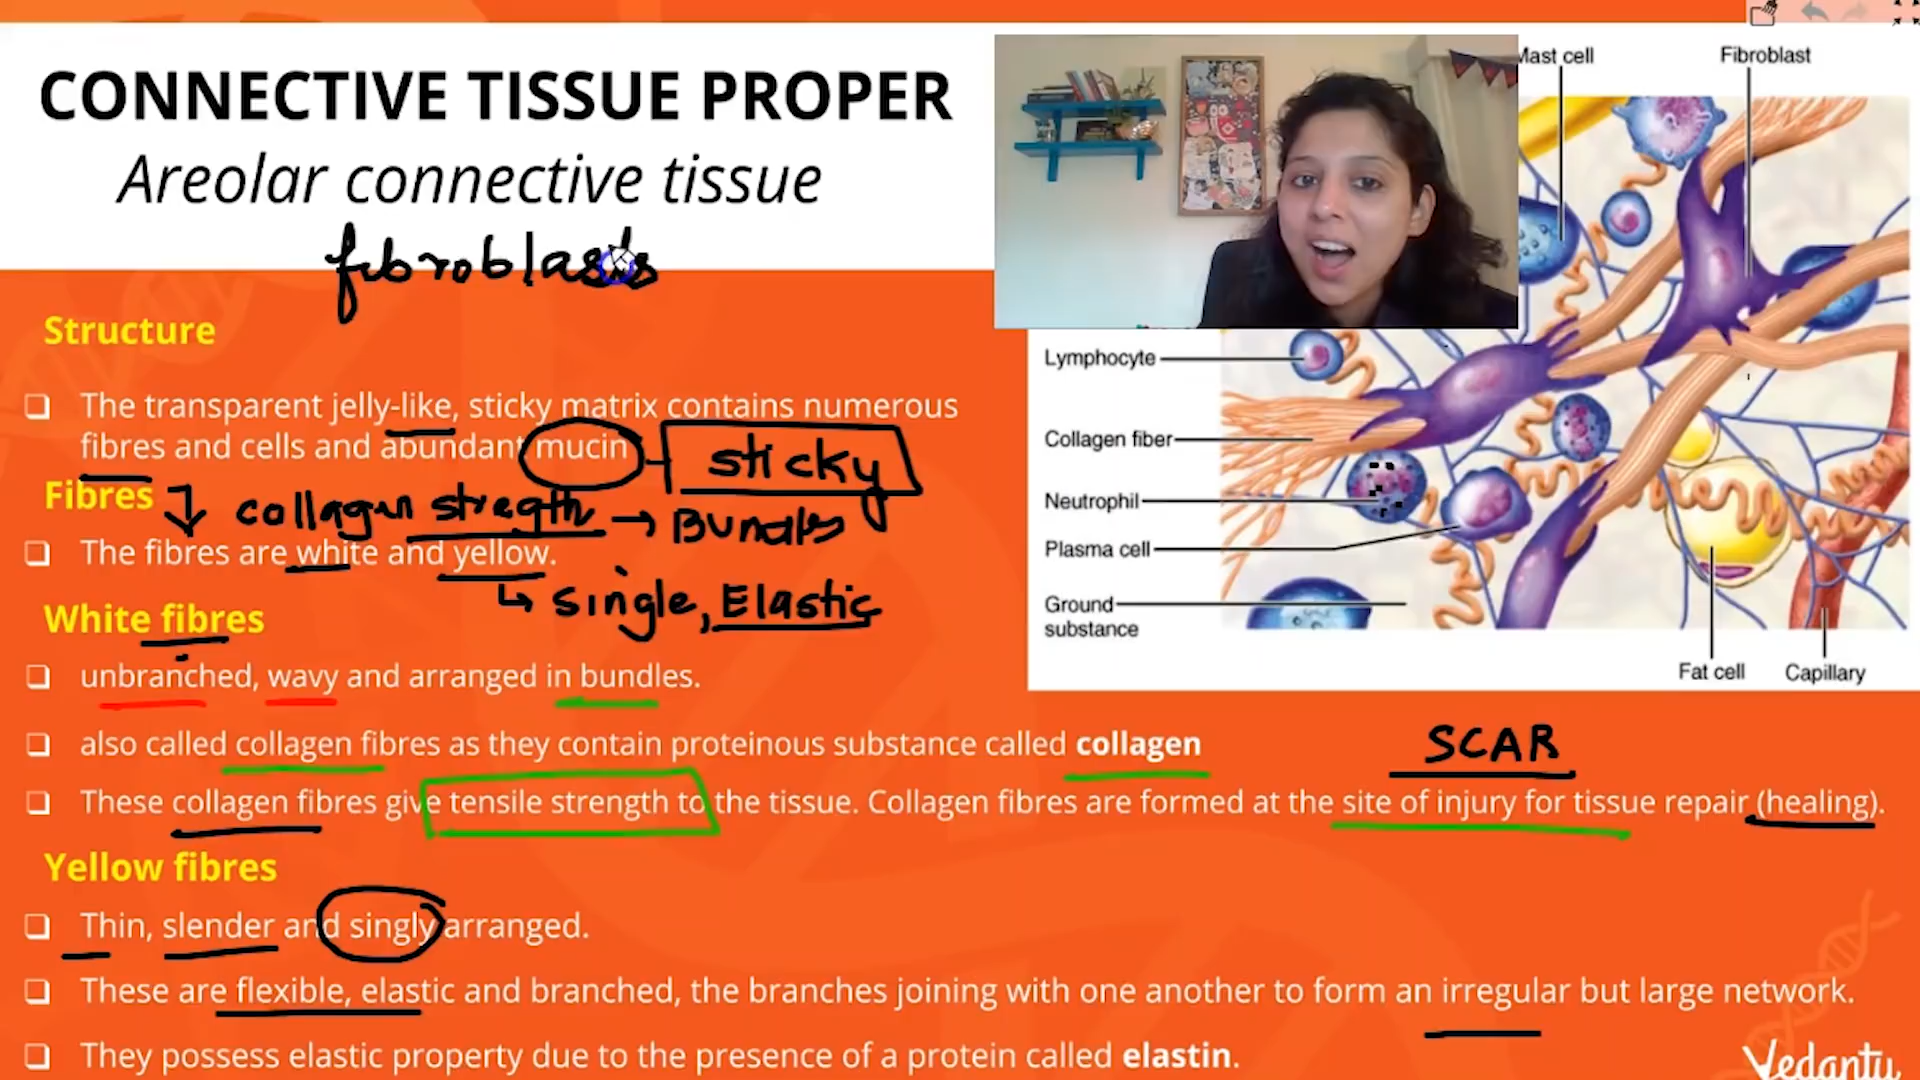 CONNECTIVE TISSUE PROPER
Areolar connective tissue
fibroblasts
Structure
❑ The transparent jelly-like, sticky matrix contains numerous
fibres and cells and abundant mucin
sticky
Fibres
collagen stregth → Bundles
❑ The fibres are white and yellow.
↳ single, Elastic
White fibres
❑ unbranched, wavy and arranged in bundles.
❑ also called collagen fibres as they contain proteinous substance called collagen
SCAR
❑ These collagen fibres give tensile strength to the tissue. Collagen fibres are formed at the site of injury for tissue repair (healing).
Yellow fibres
❑ Thin, slender and singly arranged.
❑ These are flexible, elastic and branched, the branches joining with one another to form an irregular but large network.
❑ They possess elastic property due to the presence of a protein called elastin.
Mast cell
Fibroblast
Lymphocyte
Collagen fiber
Neutrophil
Plasma cell
Ground
substance
Fat cell
Capillary
Vedantu